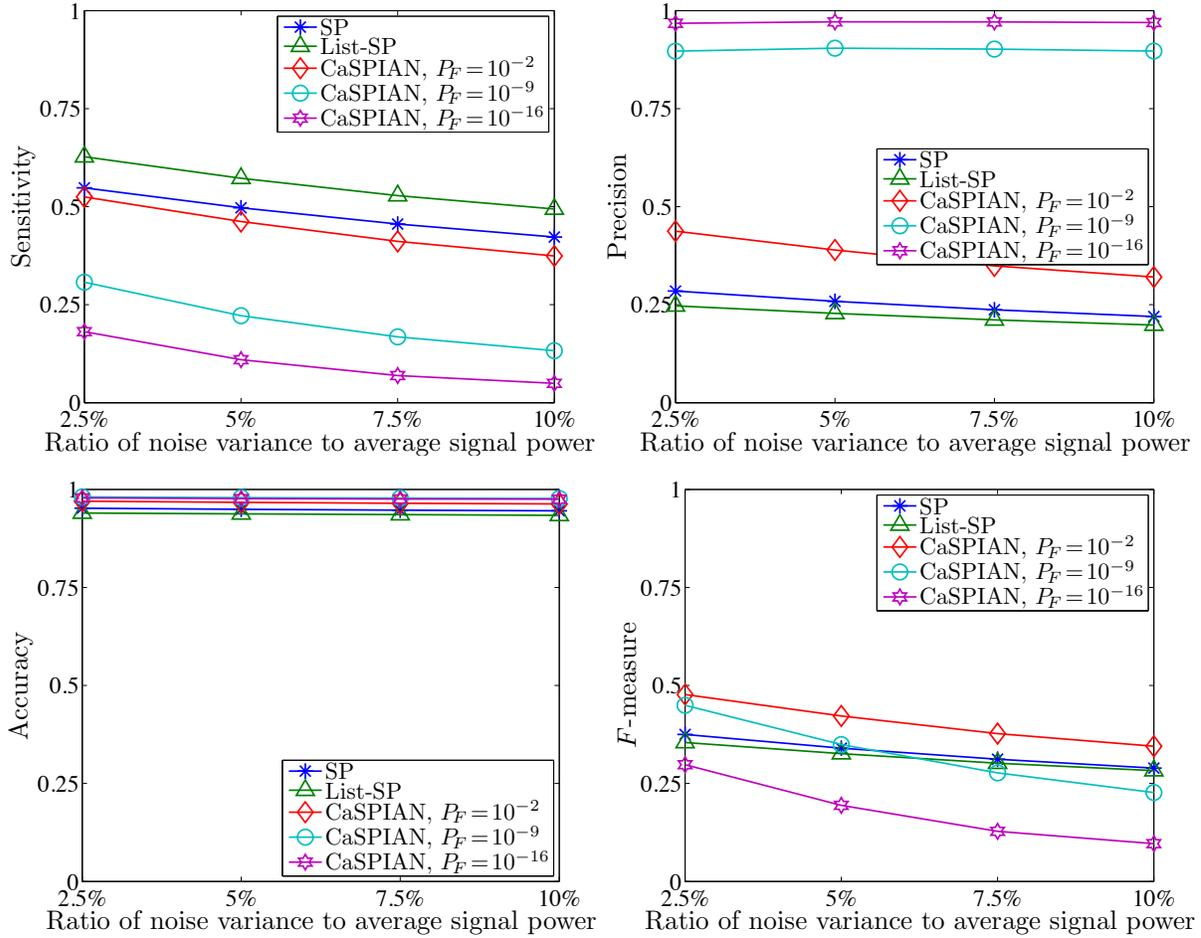 1
0.75
0.5
0.25
0
Sensitivity
SP
List-SP
CaSPIAN, P_F = 10^{-2}
CaSPIAN, P_F = 10^{-9}
CaSPIAN, P_F = 10^{-16}
2.5% 5% 7.5% 10%
Ratio of noise variance to average signal power
1
0.75
0.5
0.25
0
Precision
SP
List-SP
CaSPIAN, P_F = 10^{-2}
CaSPIAN, P_F = 10^{-9}
CaSPIAN, P_F = 10^{-16}
2.5% 5% 7.5% 10%
Ratio of noise variance to average signal power
1
0.75
0.5
0.25
0
Accuracy
SP
List-SP
CaSPIAN, P_F = 10^{-2}
CaSPIAN, P_F = 10^{-9}
CaSPIAN, P_F = 10^{-16}
2.5% 5% 7.5% 10%
Ratio of noise variance to average signal power
1
0.75
0.5
0.25
0
F-measure
SP
List-SP
CaSPIAN, P_F = 10^{-2}
CaSPIAN, P_F = 10^{-9}
CaSPIAN, P_F = 10^{-16}
2.5% 5% 7.5% 10%
Ratio of noise variance to average signal power